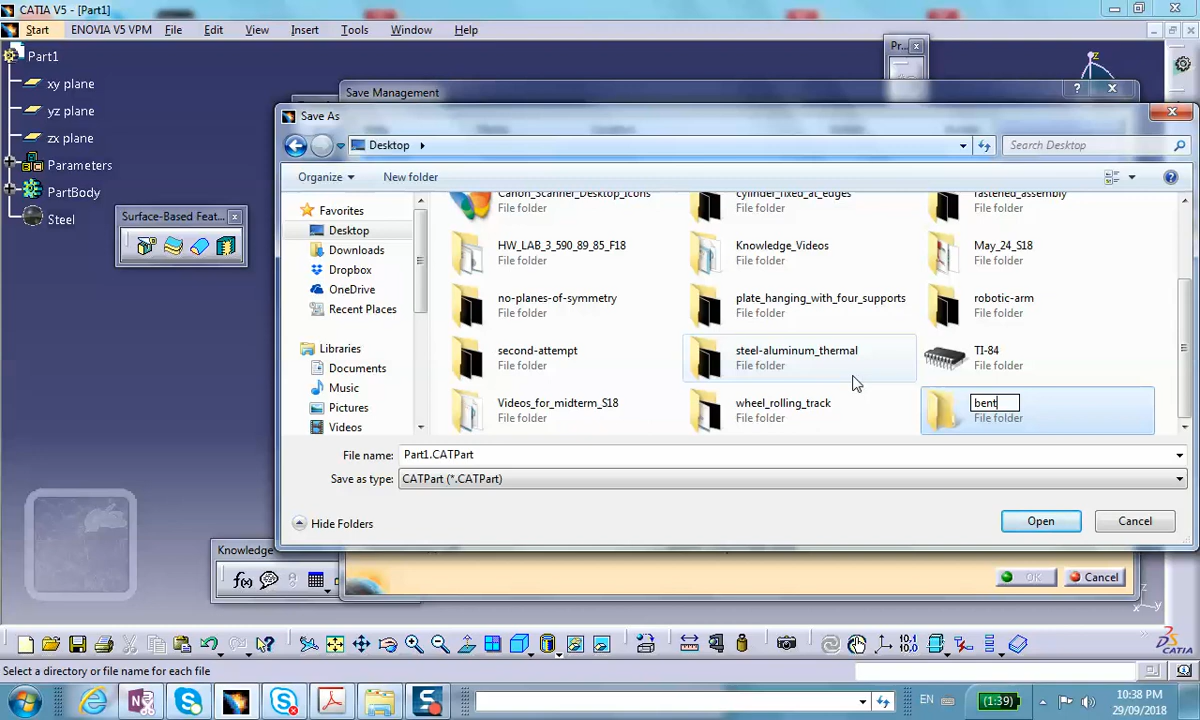 CATIA V5 - [Part1]
Start
ENOVIA V5 VPM
File
Edit
View
Insert
Tools
Window
Help
Part1
xy plane
yz plane
zx plane
Parameters
PartBody
Steel
Surface-Based Feat...
Pr...
Save Management
Save As
Desktop
Search Desktop
Organize
New folder
Favorites
Desktop
Downloads
Dropbox
OneDrive
Recent Places
Libraries
Documents
Music
Pictures
Videos
Canon_Scanner_Desktop_Icons
File folder
cylinder_fixed_at_edges
File folder
fastened_assembly
File folder
HW_LAB_3_590_89_85_F18
File folder
Knowledge_Videos
File folder
May_24_S18
File folder
no-planes-of-symmetry
File folder
plate_hanging_with_four_supports
File folder
robotic-arm
File folder
second-attempt
File folder
steel-aluminum_thermal
File folder
TI-84
File folder
Videos_for_midterm_S18
File folder
wheel_rolling_track
File folder
bent
File folder
File name:
Part1.CATPart
Save as type:
CATPart (*.CATPart)
Hide Folders
Open
Cancel
OK
Cancel
Knowledge
f(x)
z
y
x
10.1
CATIA
Select a directory or file name for each file
EN
(1:39)
10:38 PM
29/09/2018